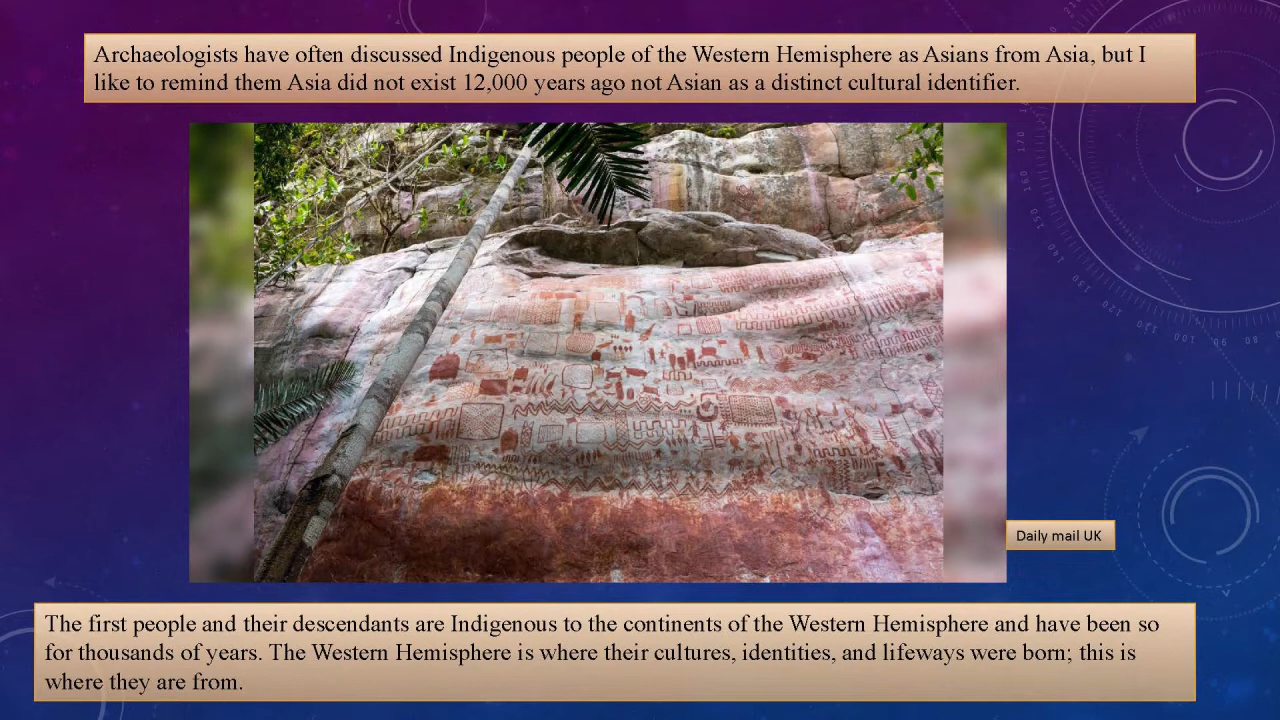 Archaeologists have often discussed Indigenous people of the Western Hemisphere as Asians from Asia, but I
like to remind them Asia did not exist 12,000 years ago not Asian as a distinct cultural identifier.
Daily mail UK
The first people and their descendants are Indigenous to the continents of the Western Hemisphere and have been so
for thousands of years. The Western Hemisphere is where their cultures, identities, and lifeways were born; this is
where they are from.